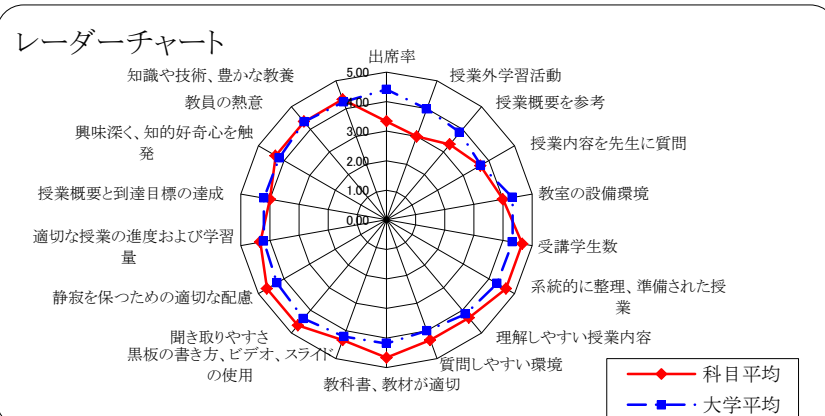 レーダーチャート
出席率
授業外学習活動
授業概要を参考
授業内容を先生に質問
教室の設備環境
受講学生数
系統的に整理、準備された授
業
理解しやすい授業内容
質問しやすい環境
教科書、教材が適切
黒板の書き方、ビデオ、スライド
の使用
聞き取りやすさ
静寂を保つための適切な配慮
適切な授業の進度および学習
量
授業概要と到達目標の達成
興味深く、知的好奇心を触
発
教員の熱意
知識や技術、豊かな教養
5.00
4.00
3.00
2.00
1.00
0.00
科目平均
大学平均